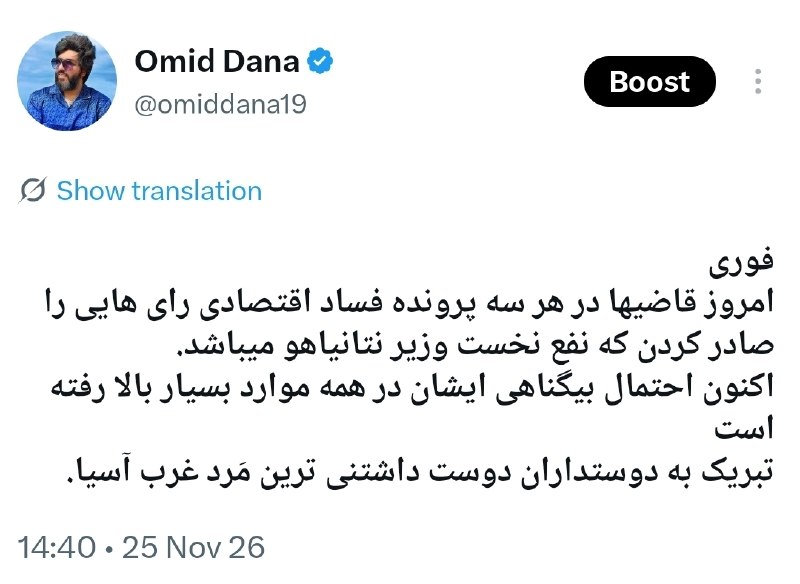 Omid Dana
@omiddana19
Boost
Show translation
فوری
امروز قاضیها در هر سه پرونده فساد اقتصادی رای هایی را
صادر کردن که نفع نخست وزیر نتانیاهو میباشد.
اکنون احتمال بیگناهی ایشان در همه موارد بسیار بالا رفته
است
تبریک به دوستداران دوست داشتنی ترین مَرد غرب آسیا.
14:40 • 25 Nov 26